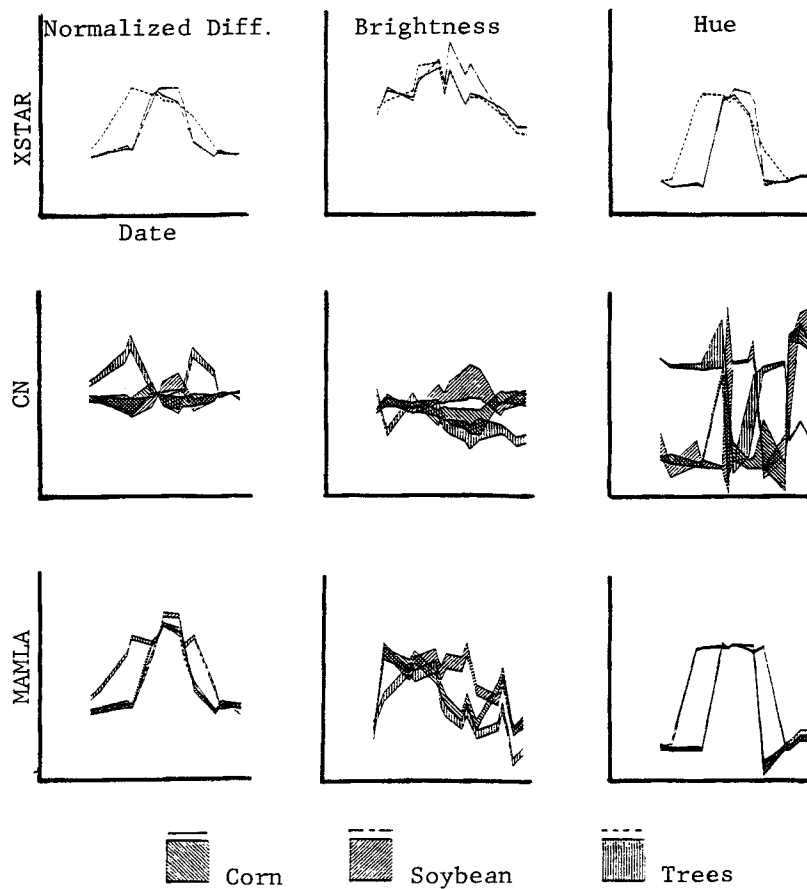 Normalized Diff.
Brightness
Hue
XSTAR
Date
CN
MAMLA
Corn
Soybean
Trees